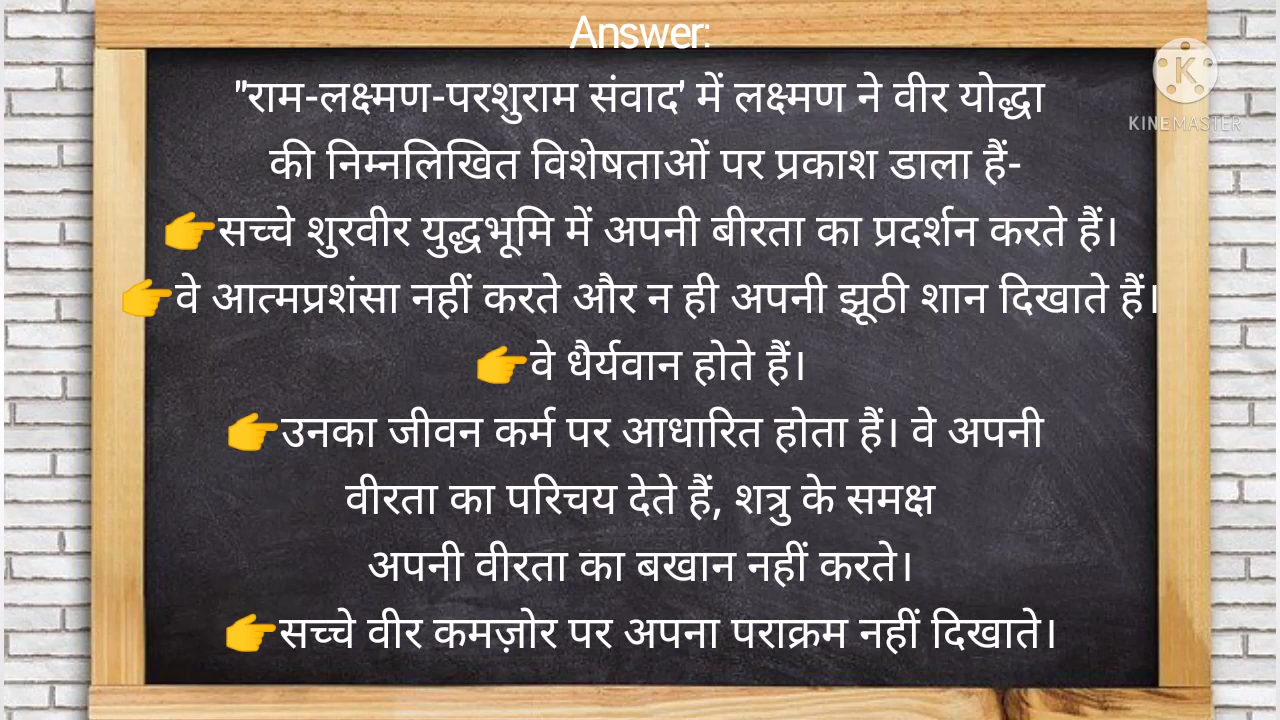 Answer:
"राम-लक्ष्मण-परशुराम संवाद' में लक्ष्मण ने वीर योद्धा
की निम्नलिखित विशेषताओं पर प्रकाश डाला हैं-
👉सच्चे शुरवीर युद्धभूमि में अपनी बीरता का प्रदर्शन करते हैं।
👉वे आत्मप्रशंसा नहीं करते और न ही अपनी झूठी शान दिखाते हैं।
👉वे धैर्यवान होते हैं।
👉उनका जीवन कर्म पर आधारित होता हैं। वे अपनी
वीरता का परिचय देते हैं, शत्रु के समक्ष
अपनी वीरता का बखान नहीं करते।
👉सच्चे वीर कमज़ोर पर अपना पराक्रम नहीं दिखाते।
K
KINEMASTER